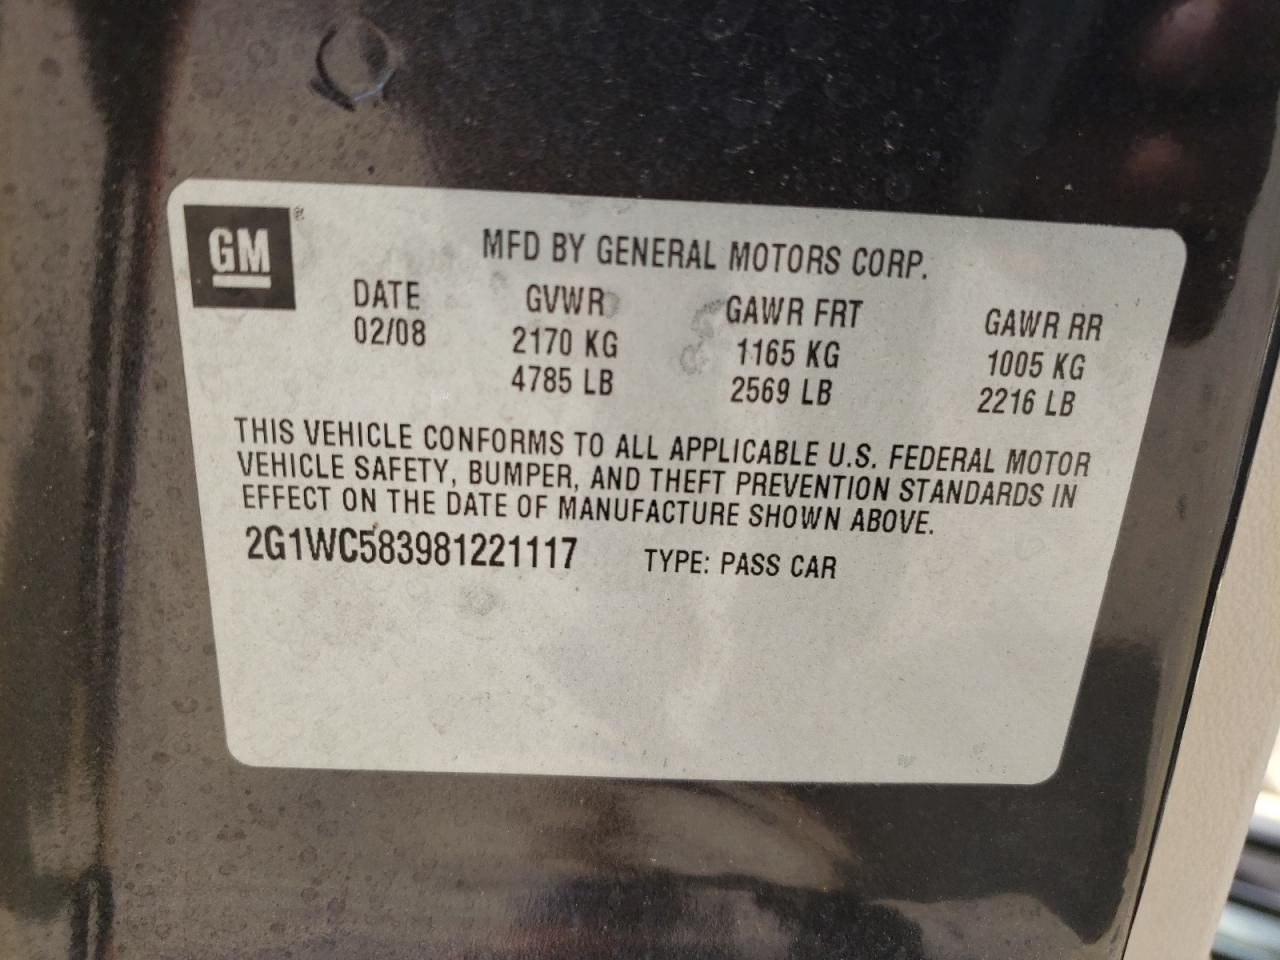 GM®
MFD BY GENERAL MOTORS CORP.
DATE GVWR GAWR FRT GAWR RR
02/08 2170 KG 1165 KG 1005 KG
4785 LB 2569 LB 2216 LB
THIS VEHICLE CONFORMS TO ALL APPLICABLE U.S. FEDERAL MOTOR
VEHICLE SAFETY, BUMPER, AND THEFT PREVENTION STANDARDS IN
EFFECT ON THE DATE OF MANUFACTURE SHOWN ABOVE.
2G1WC583981221117 TYPE: PASS CAR